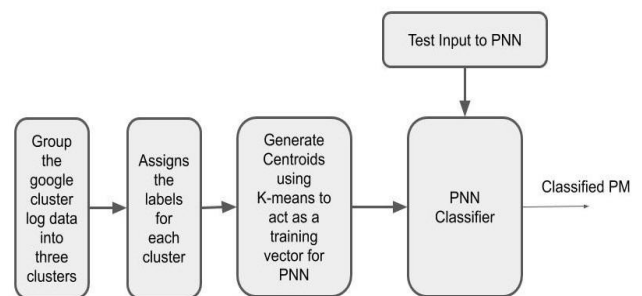 Test Input to PNN
Group
the
google
cluster
log data
into
three
clusters
Assigns
the
labels
for
each
cluster
Generate
Centroids
using
K-means to
act as a
training
vector for
PNN
PNN
Classifier
Classified PM